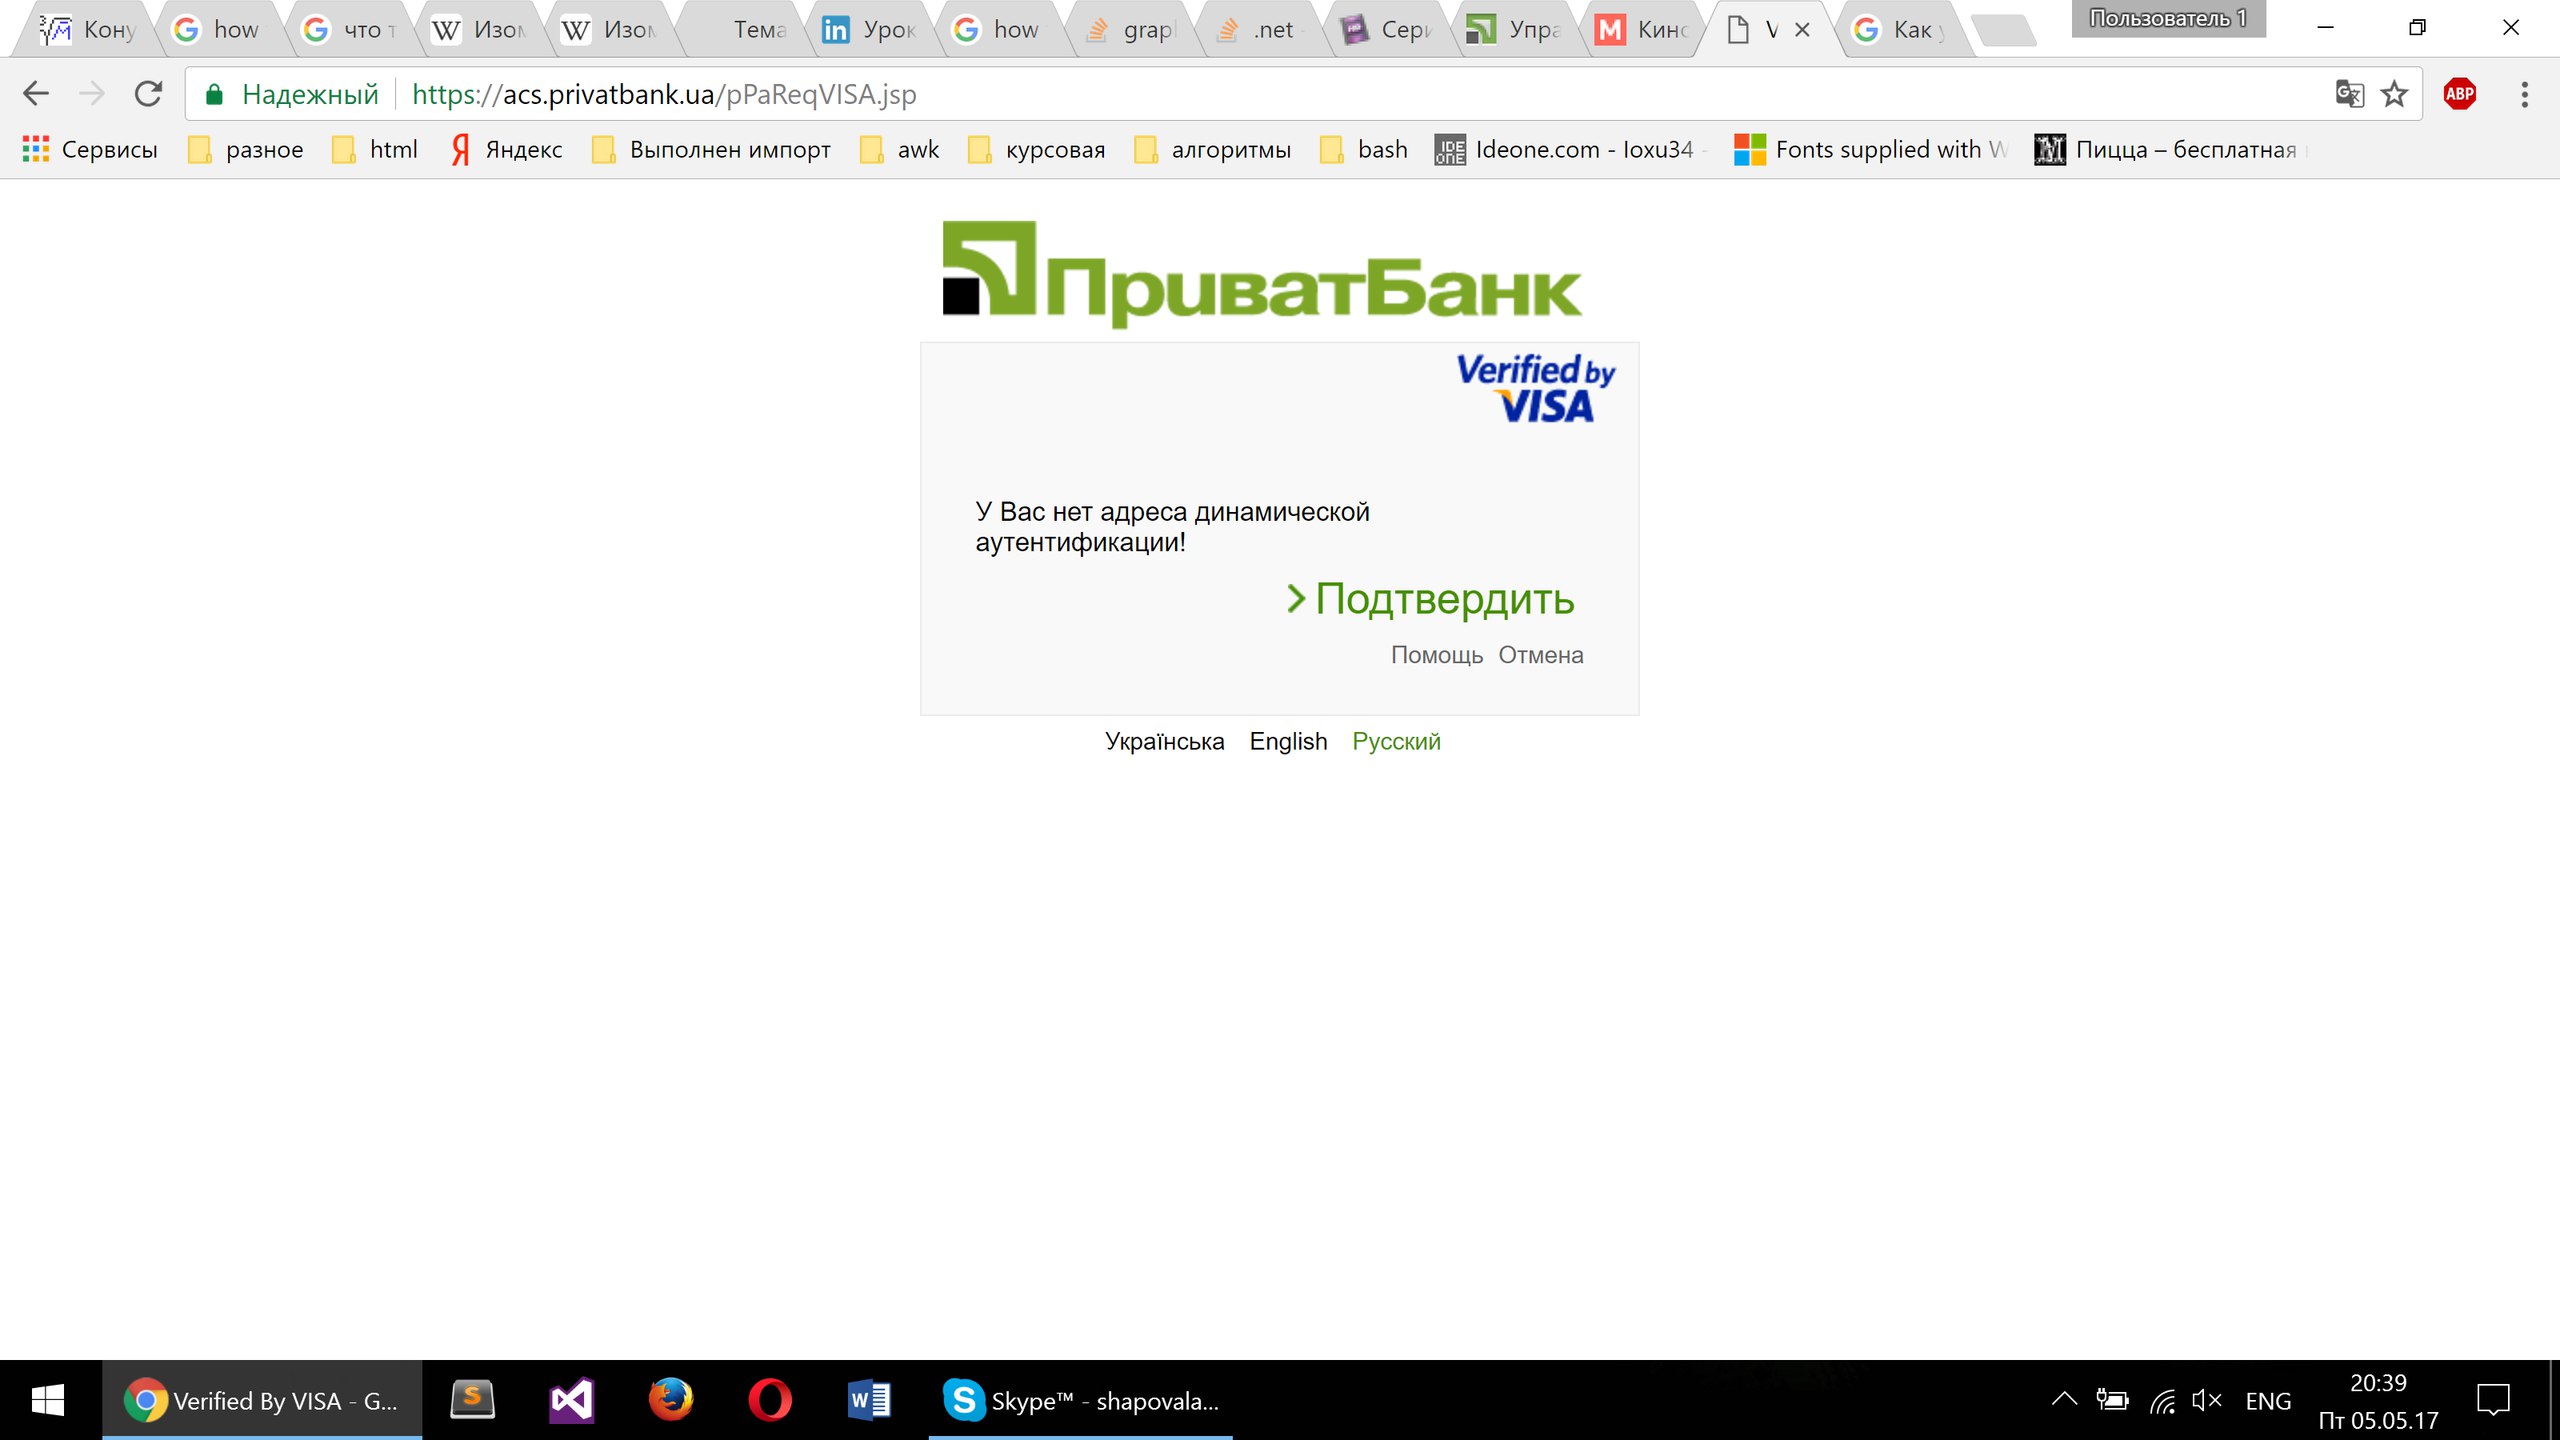 Кону how что т Изом Изом Тема Урок how grap .net Сери Упра Кинс V Как у Пользователь 1
Надежный https://acs.privatbank.ua/pPaReqVISA.jsp ABP
Сервисы разное html Яндекс Выполнен импорт awk курсовая алгоритмы bash Ideone.com - Ioxu34 - Fonts supplied with W Пицца – бесплатная
ПриватБанк
Verified by
VISA
У Вас нет адреса динамической
аутентификации!
Подтвердить
Помощь Отмена
Українська English Русский
Verified By VISA - G... Skype™ - shapovala... ENG 20:39
Пт 05.05.17